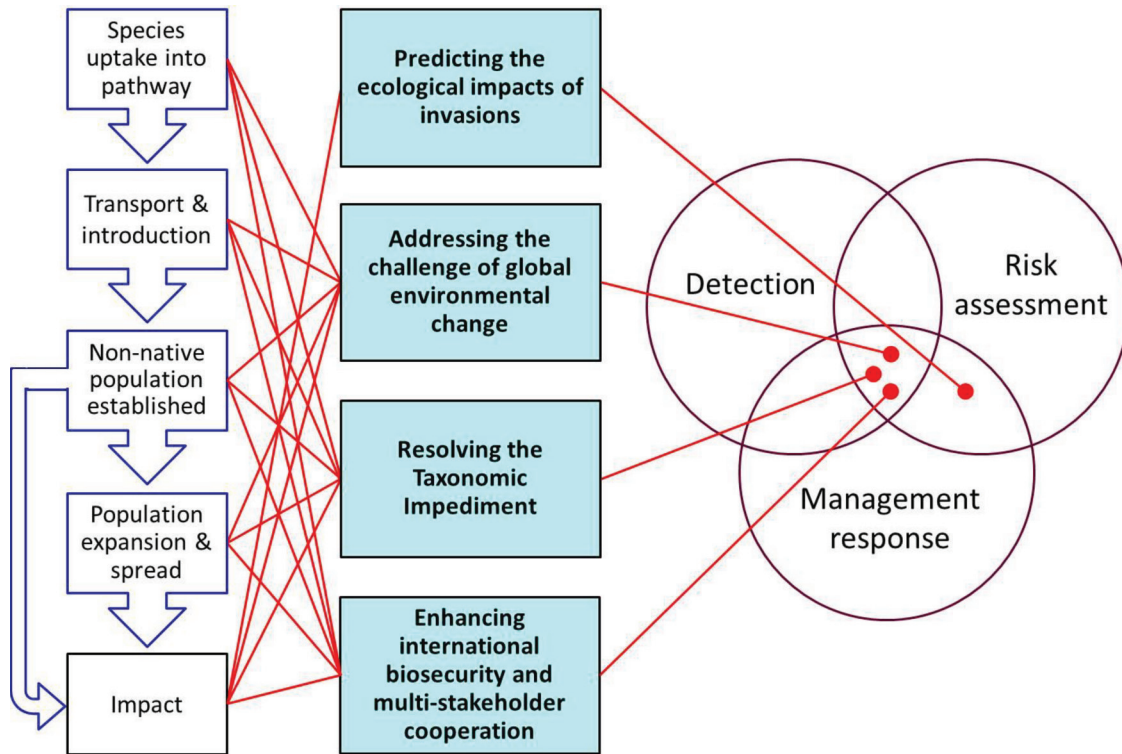 Species
uptake into
pathway
Transport &
introduction
Non-native
population
established
Population
expansion &
spread
Impact
Predicting the
ecological impacts of
invasions
Addressing the
challenge of global
environmental
change
Resolving the
Taxonomic
Impediment
Enhancing
international
biosecurity and
multi-stakeholder
cooperation
Detection
Risk
assessment
Management
response